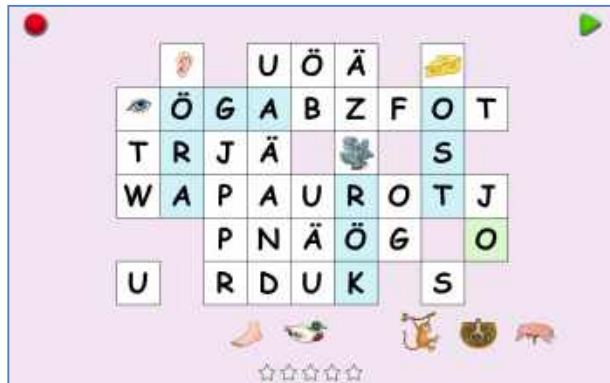 U Ö Ä
Ö G A B Z F O T
T R J Ä S
W A P A U R O T J
P N Ä Ö G O
U R D U K S